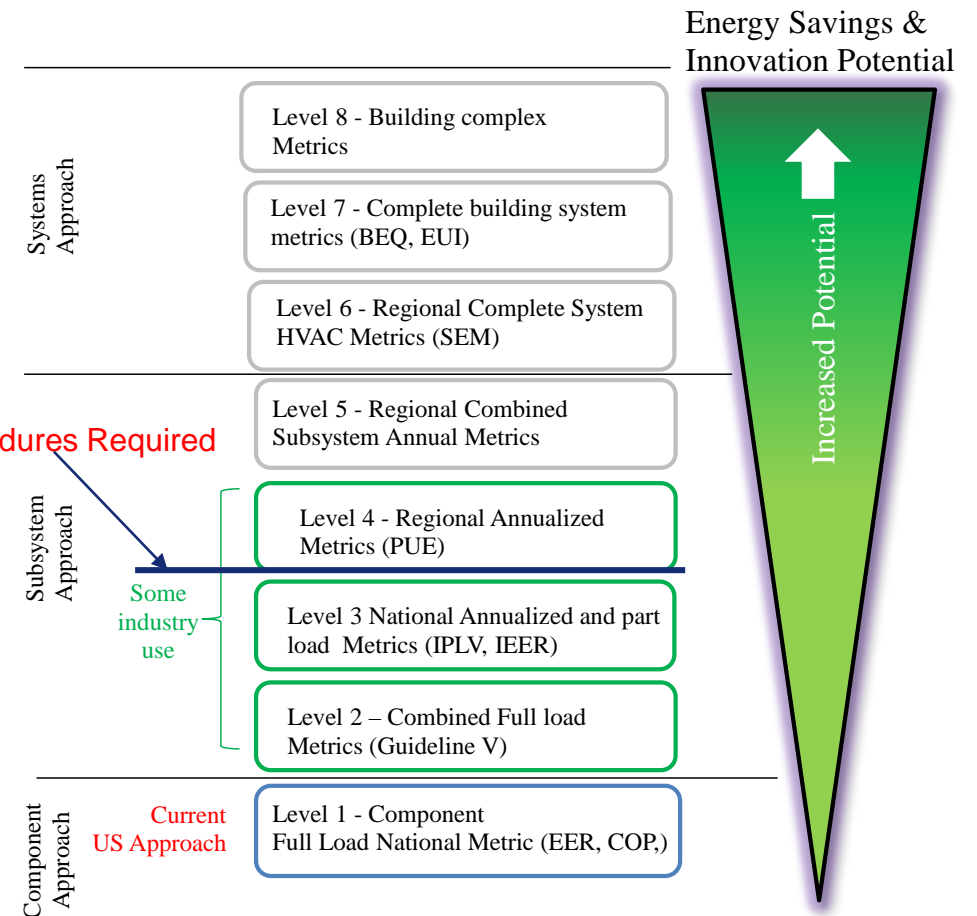 Energy Savings &
Innovation Potential
Systems
Approach
Level 8 - Building complex
Metrics
Level 7 - Complete building system
metrics (BEQ, EUI)
Level 6 - Regional Complete System
HVAC Metrics (SEM)
Increased Potential
Subsystem
Approach
Level 5 - Regional Combined
Subsystem Annual Metrics
dures Required
Level 4 - Regional Annualized
Metrics (PUE)
Some
industry
use
Level 3 National Annualized and part
load Metrics (IPLV, IEER)
Level 2 – Combined Full load
Metrics (Guideline V)
Component
Approach
Current
US Approach
Level 1 - Component
Full Load National Metric (EER, COP,)